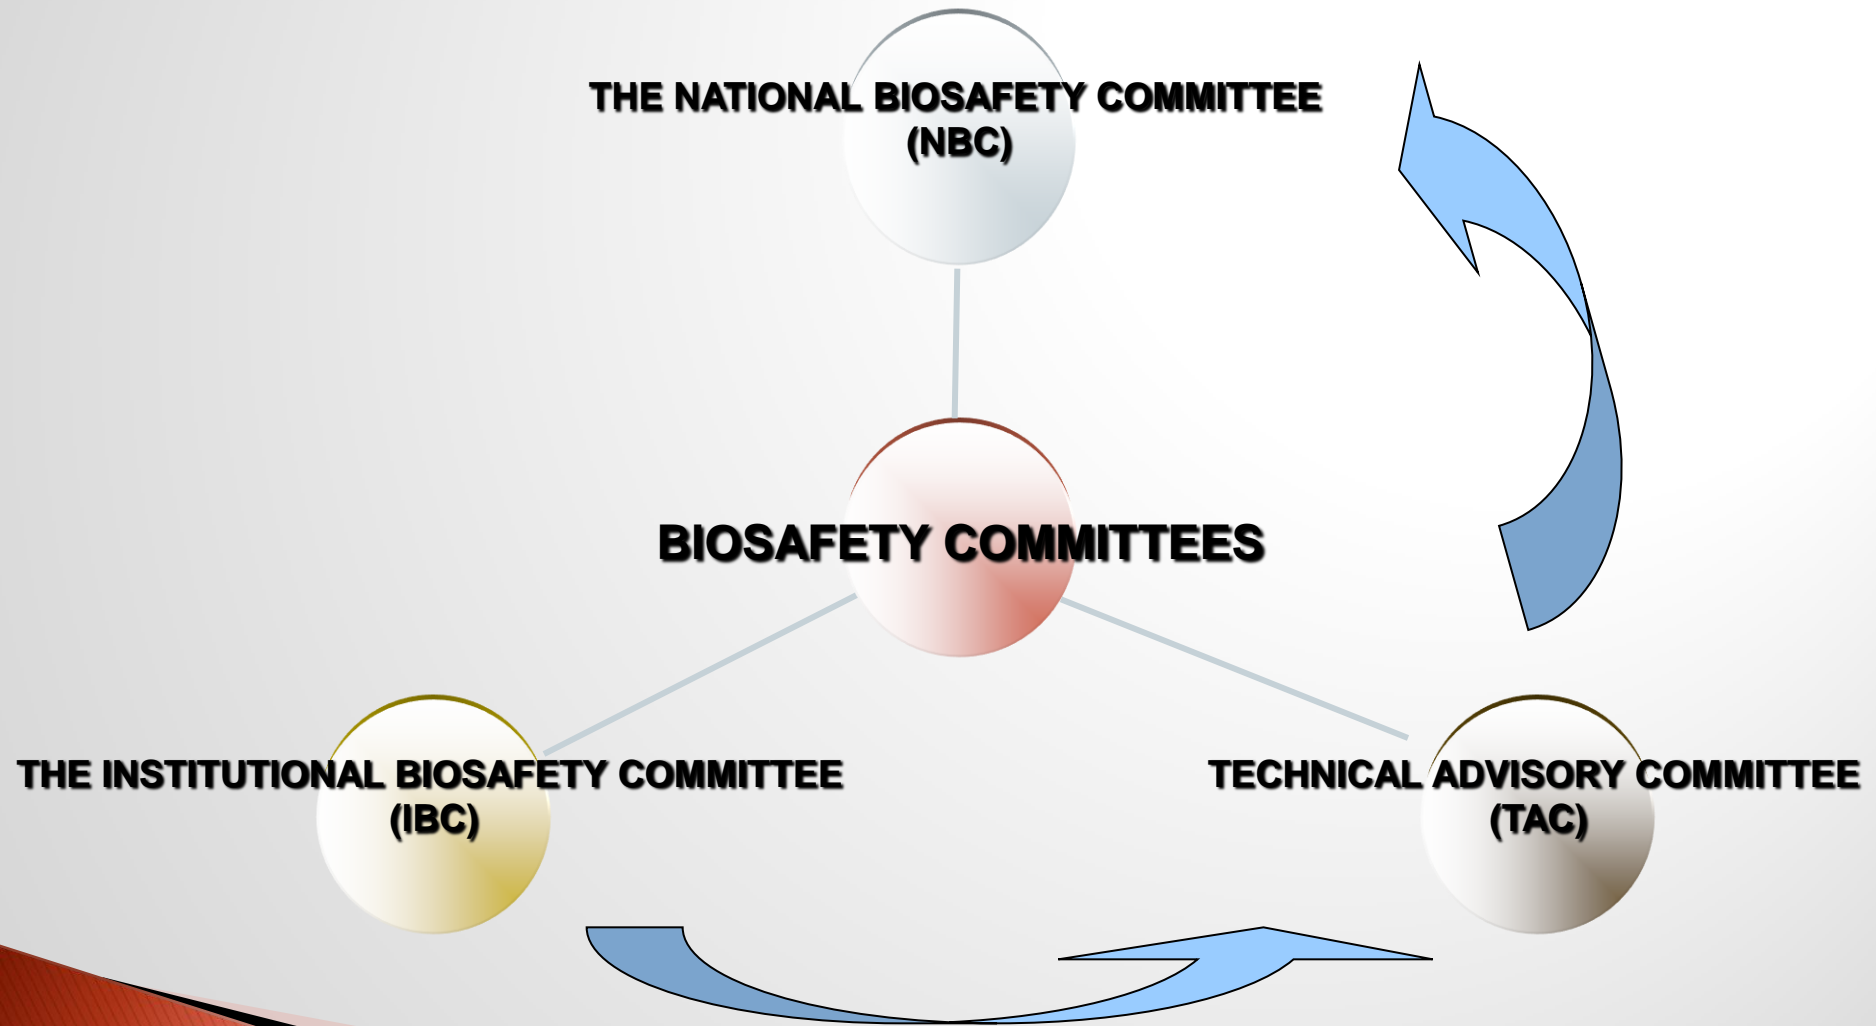 THE NATIONAL BIOSAFETY COMMITTEE
(NBC)
BIOSAFETY COMMITTEES
THE INSTITUTIONAL BIOSAFETY COMMITTEE
(IBC)
TECHNICAL ADVISORY COMMITTEE
(TAC)